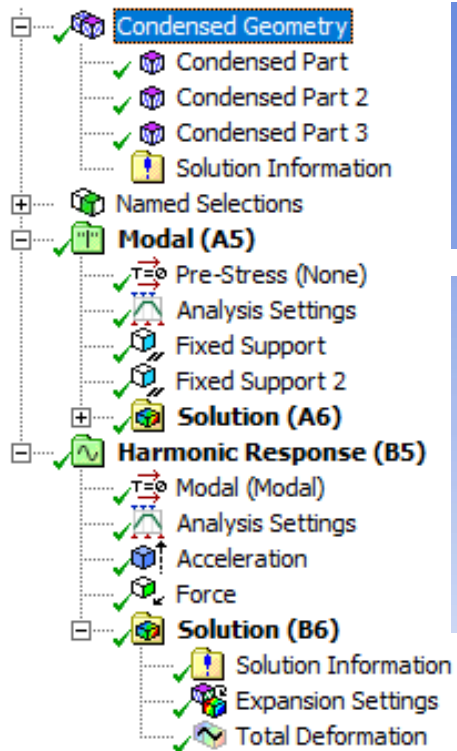 Condensed Geometry
Condensed Part
Condensed Part 2
Condensed Part 3
Solution Information
Named Selections
Modal (A5)
Pre-Stress (None)
Analysis Settings
Fixed Support
Fixed Support 2
Solution (A6)
Harmonic Response (B5)
Modal (Modal)
Analysis Settings
Acceleration
Force
Solution (B6)
Solution Information
Expansion Settings
Total Deformation